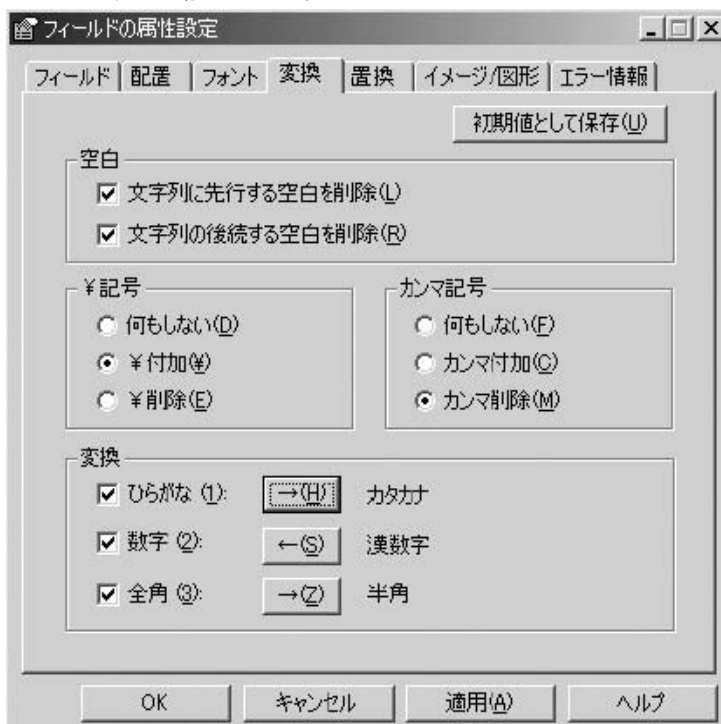 フィールドの属性設定
フィールド 配置 フォント 変換 置換 イメージ/図形 エラー情報
初期値として保存(U)
空白
文字列に先行する空白を削除(L)
文字列の後続する空白を削除(R)
¥記号
何もしない(D)
¥付加(¥)
¥削除(E)
カンマ記号
何もしない(F)
カンマ付加(C)
カンマ削除(M)
変換
ひらがな (1): →(H) カタカナ
数字 (2): ←(S) 漢数字
全角 (3): →(Z) 半角
OK キャンセル 適用(A) ヘルプ